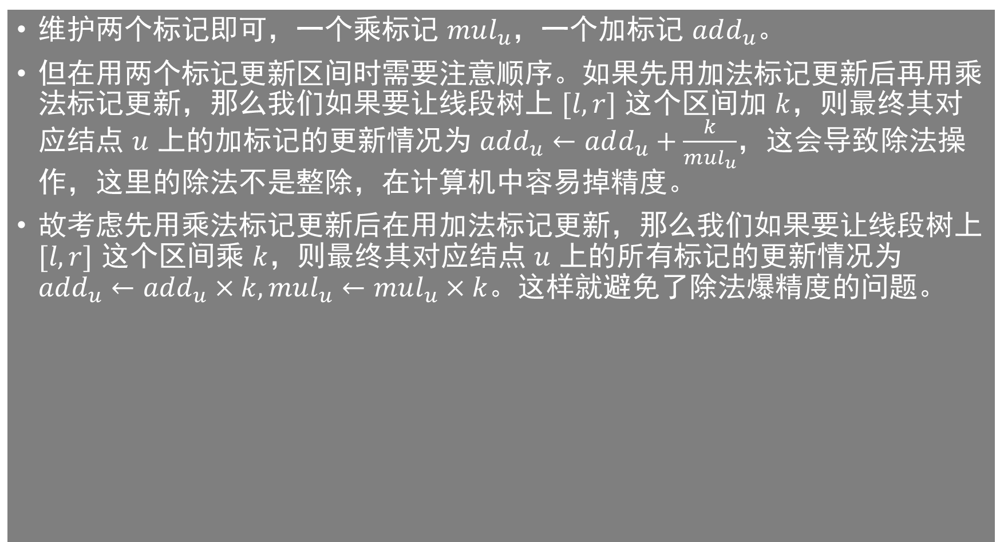 • 维护两个标记即可，一个乘标记 $mul_u$，一个加标记 $add_u$。
• 但在用两个标记更新区间时需要注意顺序。如果先用加法标记更新后再用乘
法标记更新，那么我们如果要让线段树上 $[l,r]$ 这个区间加 $k$，则最终其对
应结点 $u$ 上的加标记的更新情况为 $add_u \leftarrow add_u + \frac{k}{mul_u}$，这会导致除法操
作，这里的除法不是整除，在计算机中容易掉精度。
• 故考虑先用乘法标记更新后在用加法标记更新，那么我们如果要让线段树上
$[l,r]$ 这个区间乘 $k$，则最终其对应结点 $u$ 上的所有标记的更新情况为
$add_u \leftarrow add_u \times k, mul_u \leftarrow mul_u \times k$。这样就避免了除法爆精度的问题。